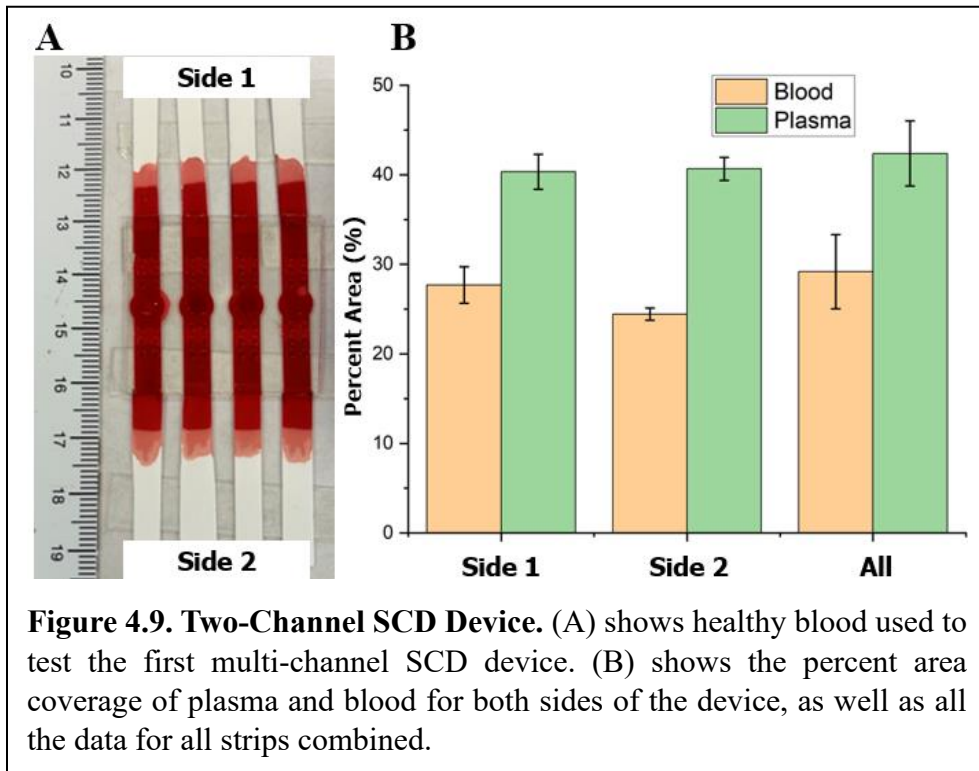 A
B
Side 1
10
11
12
13
14
15
16
17
18
19
Side 2
50
40
30
20
10
0
Percent Area (%)
Blood
Plasma
Side 1
Side 2
All
Figure 4.9. Two-Channel SCD Device. (A) shows healthy blood used to
test the first multi-channel SCD device. (B) shows the percent area
coverage of plasma and blood for both sides of the device, as well as all
the data for all strips combined.